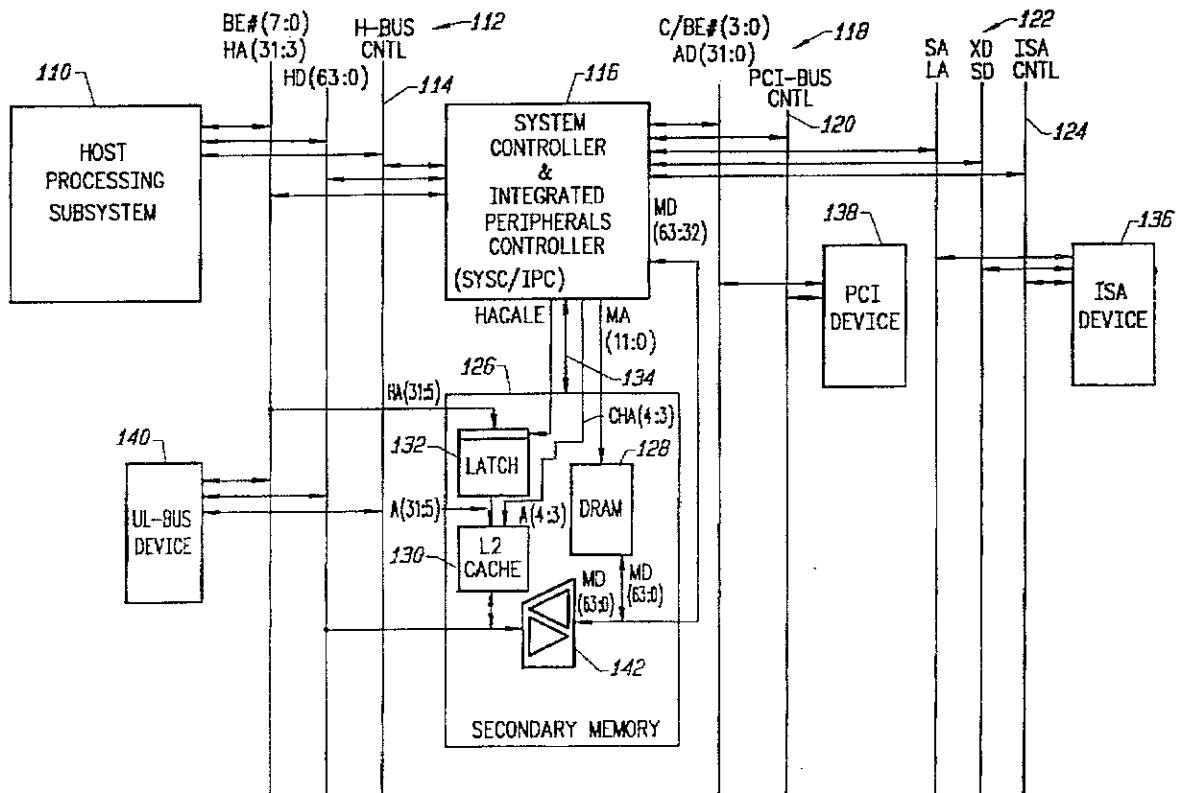 BE#(7:0)
HA(31:3)
HD(63:0)
H-BUS
CNTL
112
114
C/BE#(3:0)
AD(31:0)
118
PCI-BUS
CNTL
120
SA
LA
XD
SD
ISA
CNTL
122
124
110
HOST
PROCESSING
SUBSYSTEM
116
SYSTEM
CONTROLLER
&
INTEGRATED
PERIPHERALS
CONTROLLER
(SYSC/IPC)
MD
(63:32)
138
PCI
DEVICE
136
ISA
DEVICE
HACALE
MA
(11:0)
134
126
HA(31:5)
CHA(4:3)
132
LATCH
128
DRAM
140
UL-BUS
DEVICE
A(31:5)
A(4:3)
130
L2
CACHE
MD
(63:0)
MD
(63:0)
142
SECONDARY MEMORY